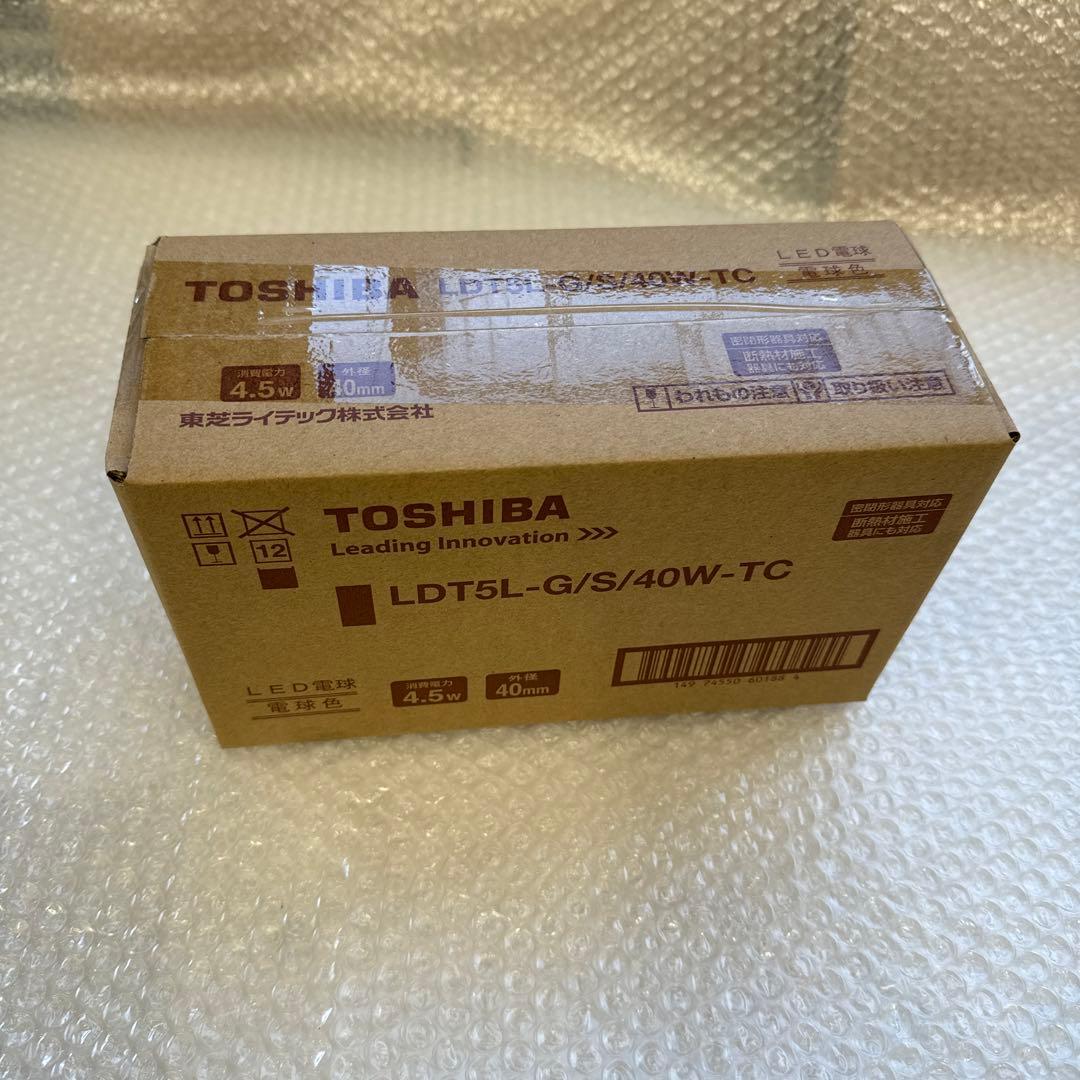 TOSHIBA LDT5L-G/S/40W-TC
LED電球
電球色
密閉形器具対応
断熱材施工
器具にも対応
消費電力
4.5W
外径
40mm
われもの注意 取り扱い注意
東芝ライテック株式会社
TOSHIBA
Leading Innovation >>>
12
密閉形器具対応
断熱材施工
器具にも対応
LDT5L-G/S/40W-TC
LED電球
電球色
消費電力
4.5W
外径
40mm
149 74550 60188 4